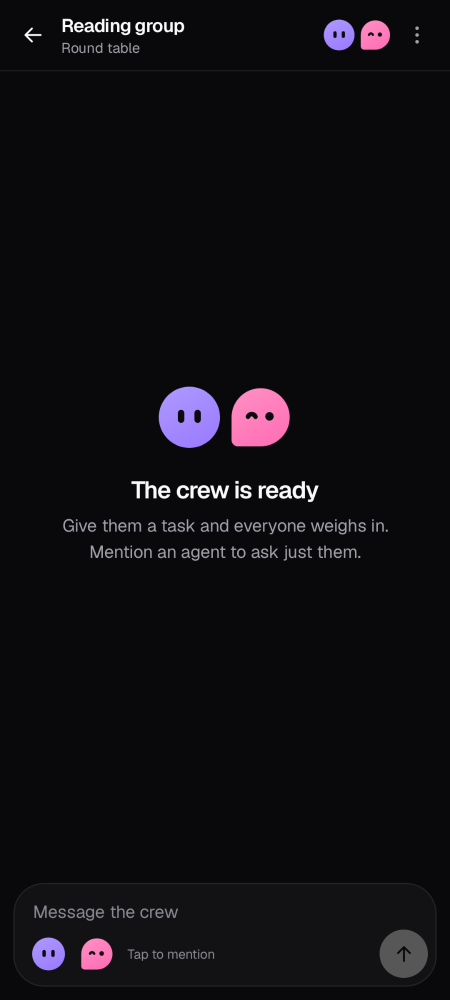 Reading group
Round table
The crew is ready
Give them a task and everyone weighs in.
Mention an agent to ask just them.
Message the crew
Tap to mention